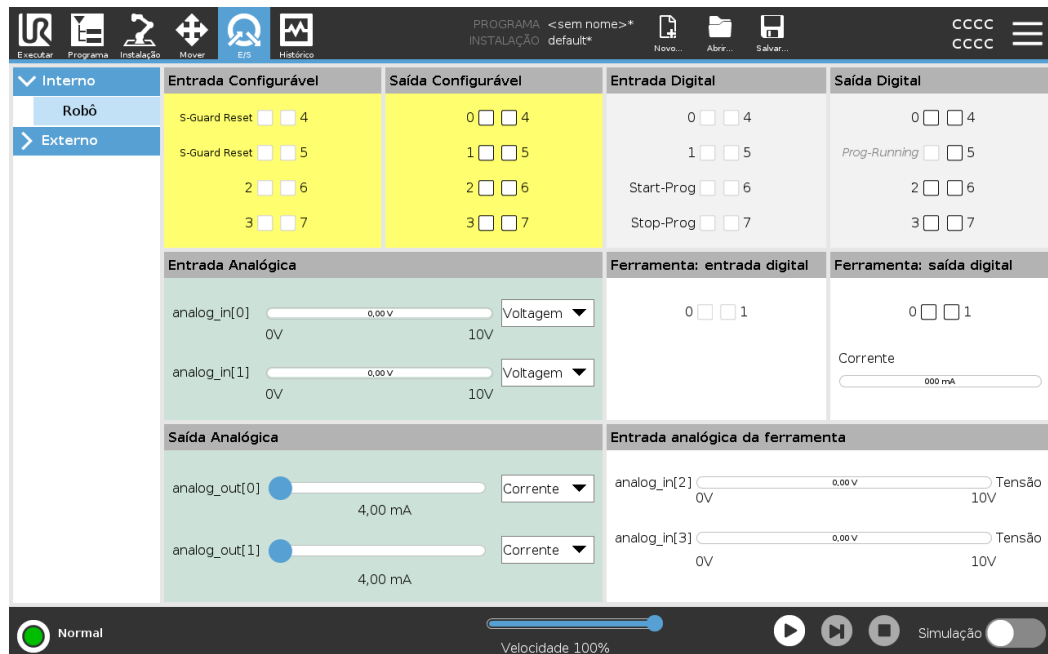 UR
PROGRAMA <sem nome>*
INSTALAÇÃO default*
CCCC
CCCC
Executar Programa Instalação Mover E/S Histórico Novo... Abrir... Salvar...
Interno
Robô
Externo
Entrada Configurável Saída Configurável Entrada Digital Saída Digital
S-Guard Reset 4 0 4 0 4 0 4
S-Guard Reset 5 1 5 1 5 Prog-Running 5
2 6 2 6 Start-Prog 6 2 6
3 7 3 7 Stop-Prog 7 3 7
Entrada Analógica Ferramenta: entrada digital Ferramenta: saída digital
analog_in[0] 0,00 V Voltagem
0V 10V
analog_in[1] 0,00 V Voltagem
0V 10V
0 1
0 1
Corrente
000 mA
Saída Analógica Entrada analógica da ferramenta
analog_out[0] Corrente
4,00 mA
analog_out[1] Corrente
4,00 mA
analog_in[2] 0,00 V Tensão
0V 10V
analog_in[3] 0,00 V Tensão
0V 10V
Normal
Velocidade 100%
Simulação